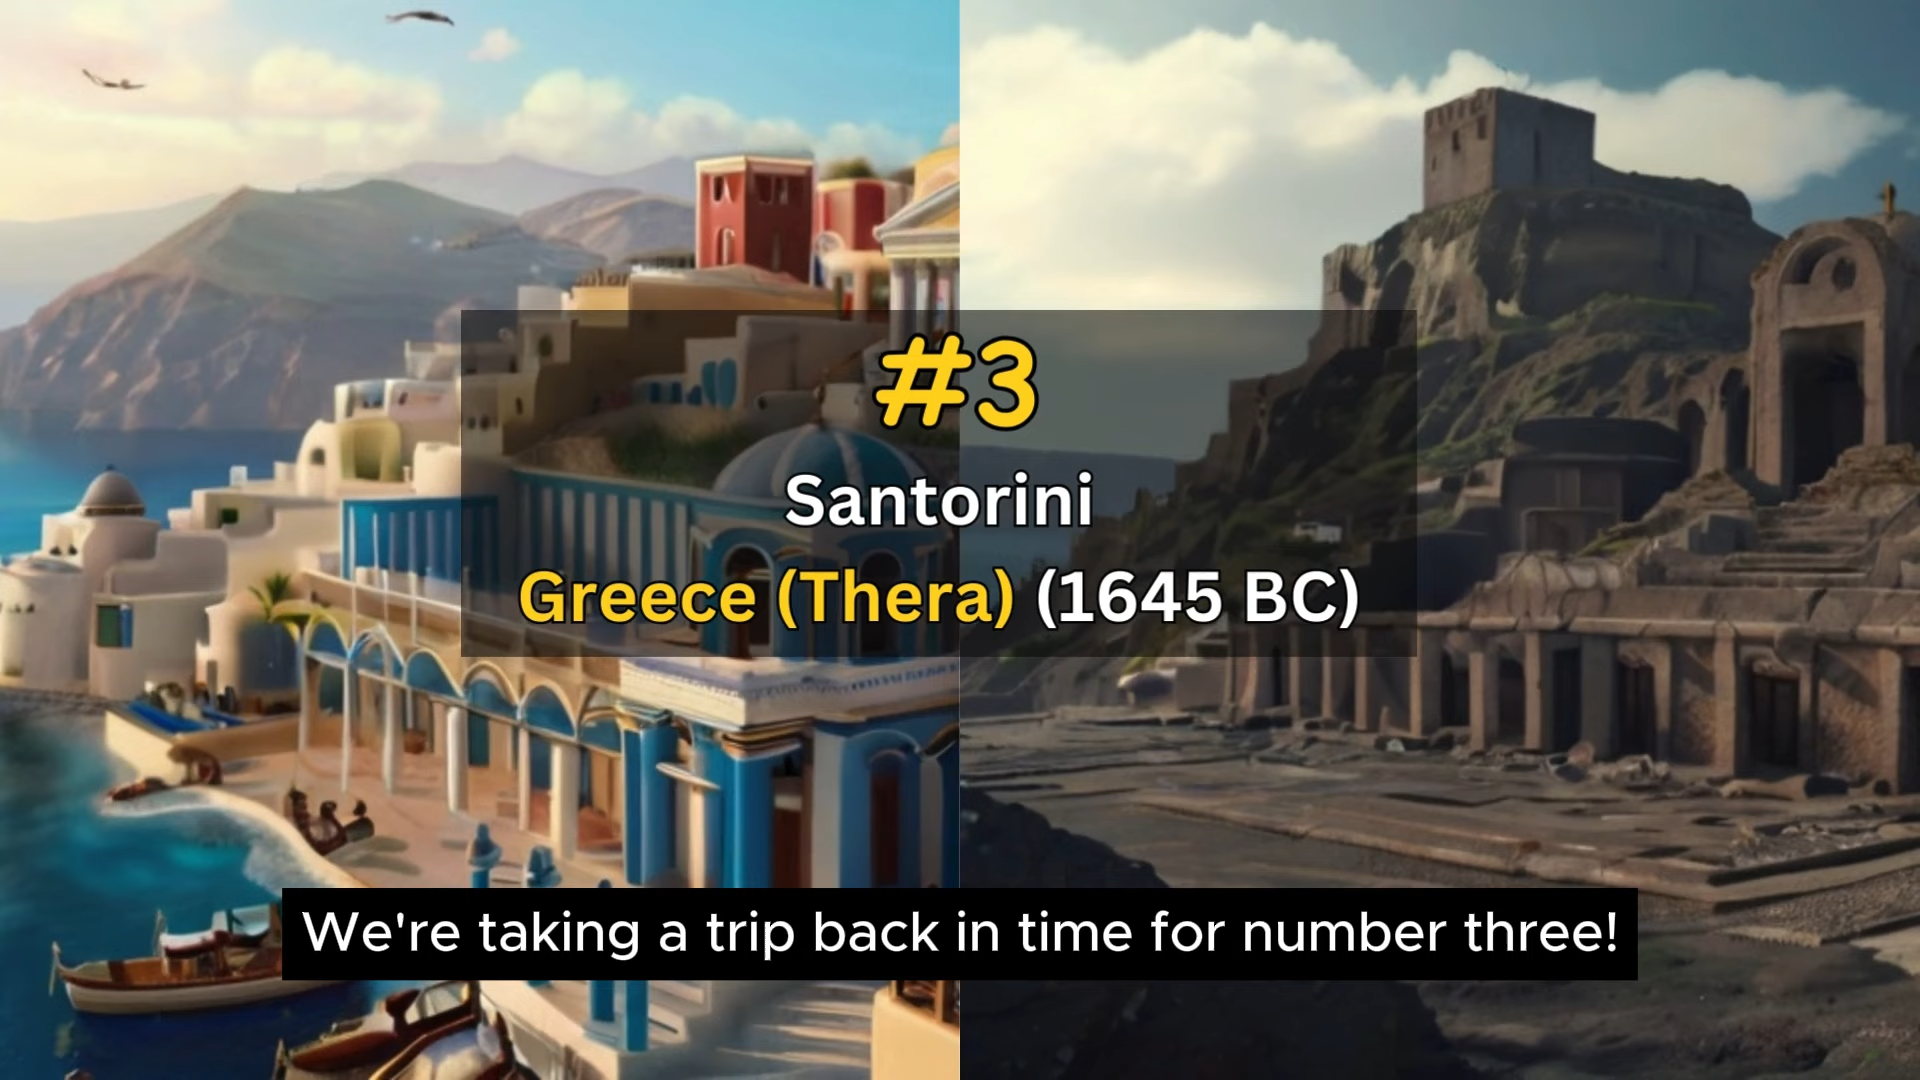 #3
Santorini
Greece (Thera) (1645 BC)
We're taking a trip back in time for number three!